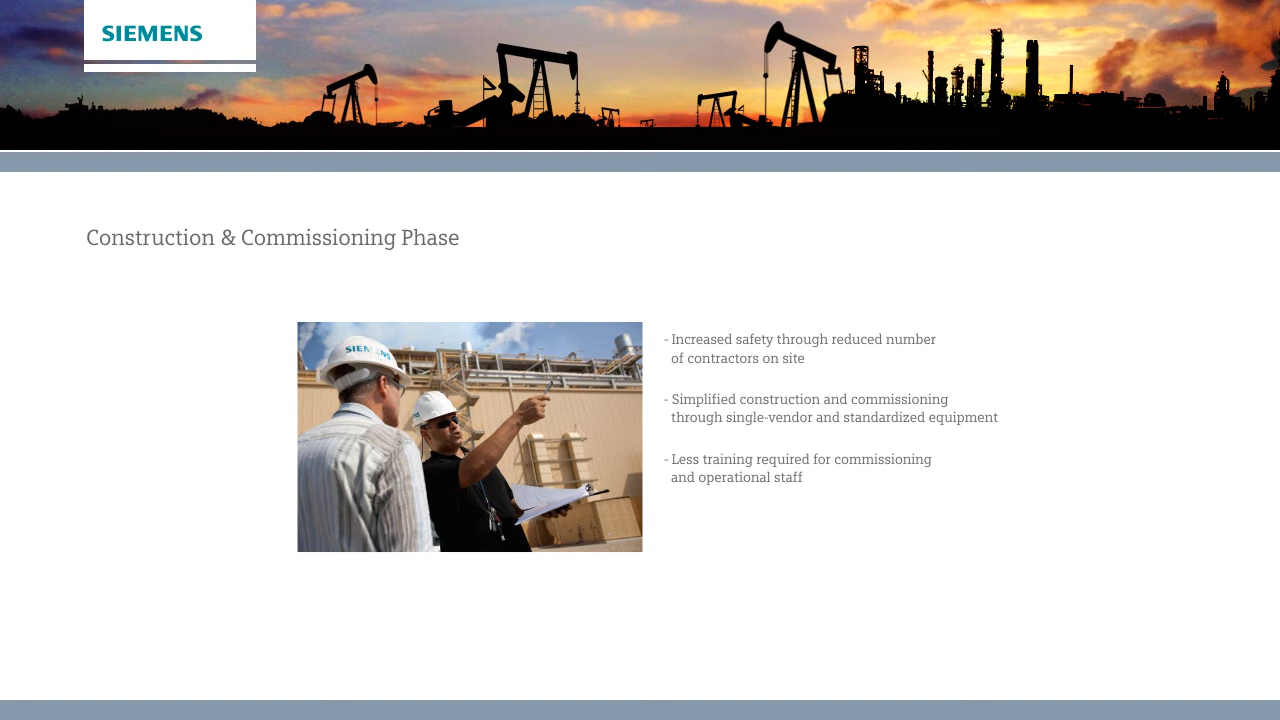 SIEMENS
Construction & Commissioning Phase
SIEMENS
- Increased safety through reduced number
of contractors on site
- Simplified construction and commissioning
through single-vendor and standardized equipment
- Less training required for commissioning
and operational staff